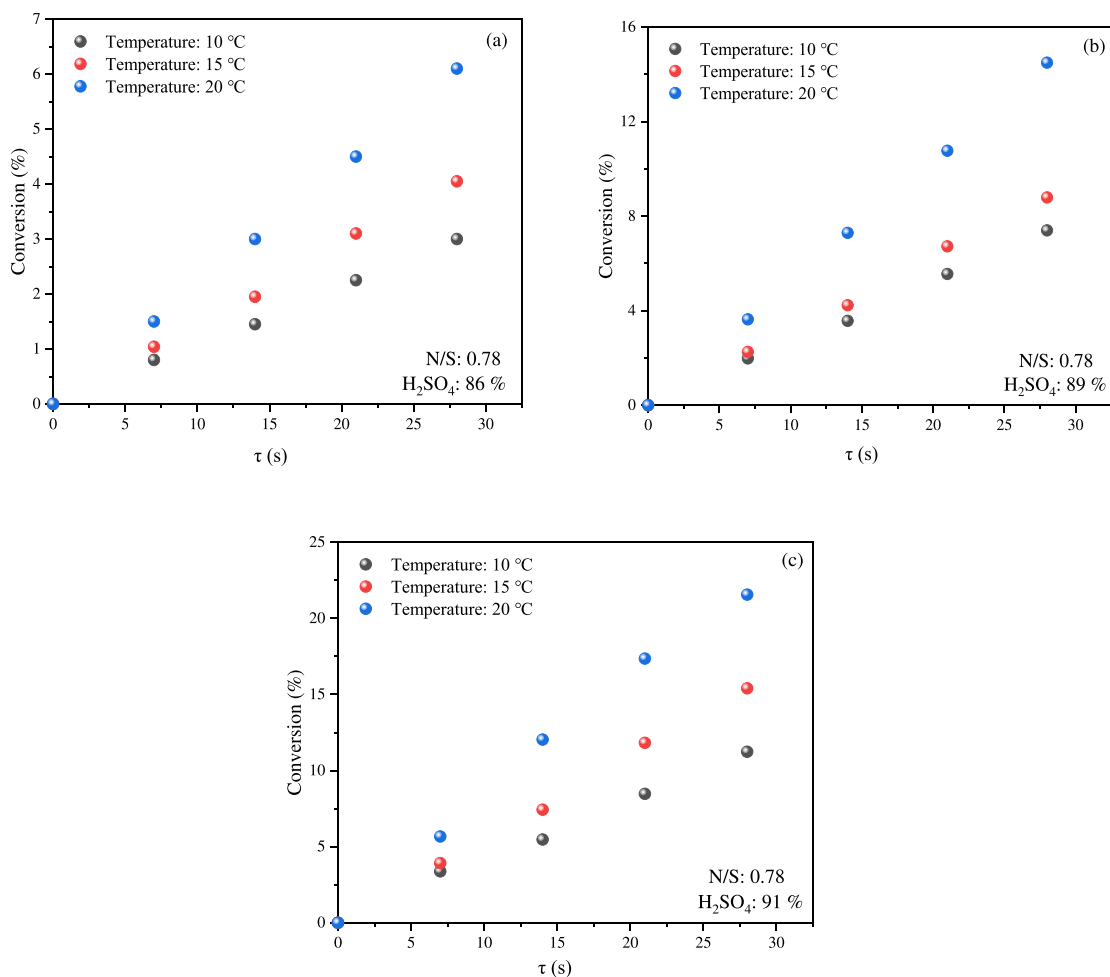 (a)
Temperature: 10 ℃
Temperature: 15 ℃
Temperature: 20 ℃
7
6
5
4
3
2
1
0
Conversion (%)
N/S: 0.78
H₂SO₄: 86 %
0 5 10 15 20 25 30
τ (s)
(b)
Temperature: 10 ℃
Temperature: 15 ℃
Temperature: 20 ℃
16
12
8
4
0
Conversion (%)
N/S: 0.78
H₂SO₄: 89 %
0 5 10 15 20 25 30
τ (s)
(c)
Temperature: 10 ℃
Temperature: 15 ℃
Temperature: 20 ℃
25
20
15
10
5
0
Conversion (%)
N/S: 0.78
H₂SO₄: 91 %
0 5 10 15 20 25 30
τ (s)